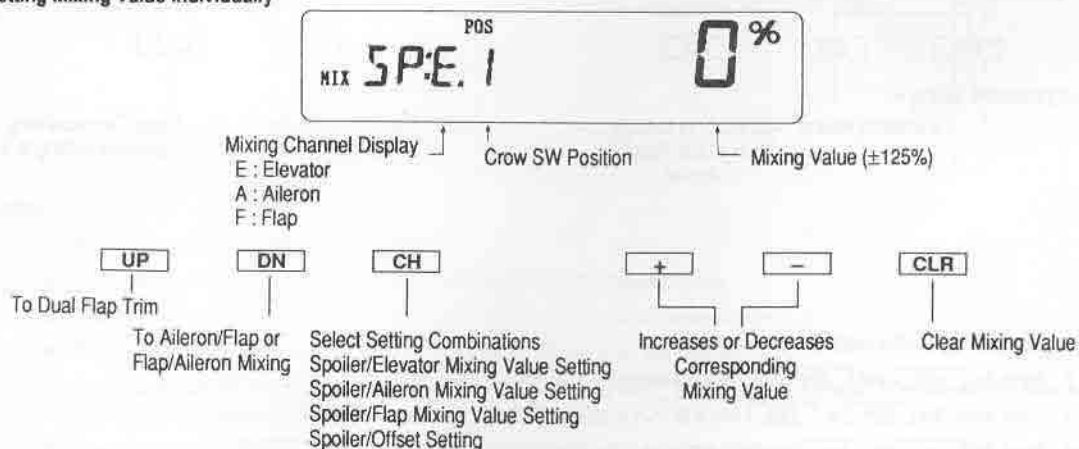 Setting Mixing Value Individually
POS
MIX SP:E. 1 0%
Mixing Channel Display
E : Elevator
A : Aileron
F : Flap
Crow SW Position
Mixing Value (±125%)
UP
DN
CH
+
−
CLR
To Dual Flap Trim
To Aileron/Flap or
Flap/Aileron Mixing
Select Setting Combinations
Spoiler/Elevator Mixing Value Setting
Spoiler/Aileron Mixing Value Setting
Spoiler/Flap Mixing Value Setting
Spoiler/Offset Setting
Increases or Decreases
Corresponding
Mixing Value
Clear Mixing Value